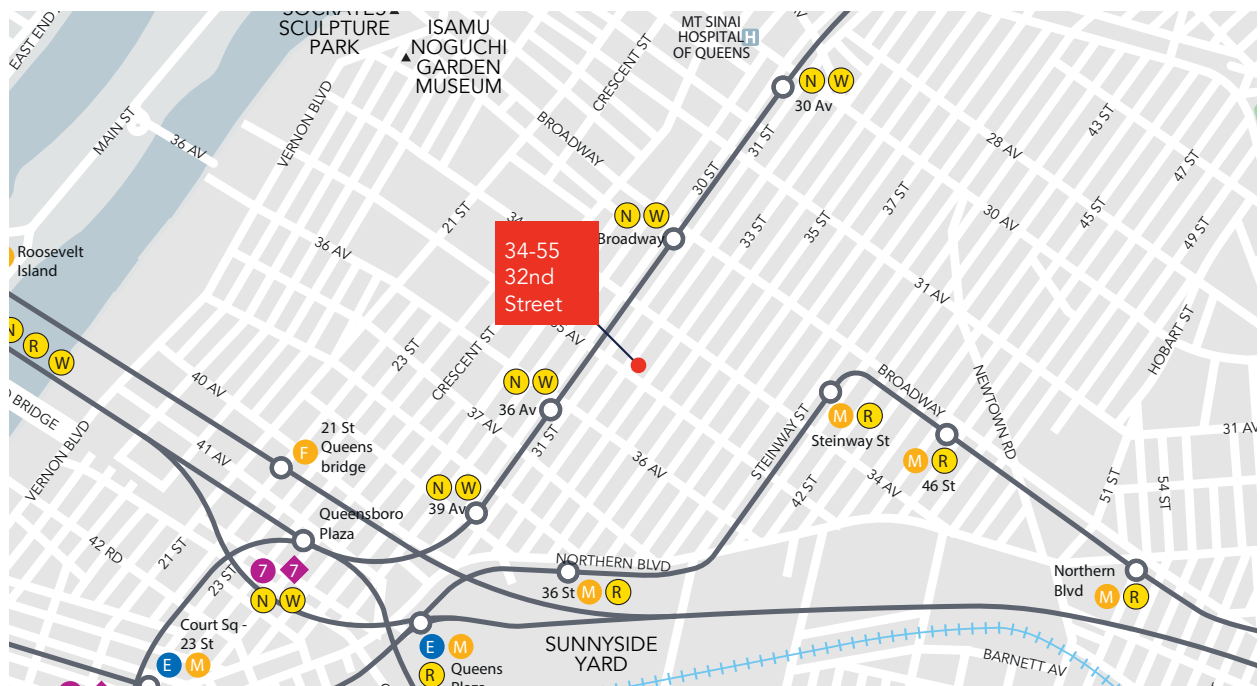 SOCRATES
SCULPTURE
PARK
ISAMU
NOGUCHI
GARDEN
MUSEUM
MT SINAI
HOSPITAL
OF QUEENS
H
EAST END
MAIN ST
VERNON BLVD
36 AV
CRESCENT ST
BROADWAY
N W
30 Av
31 ST
30 ST
28 AV
43 ST
47 ST
37 ST
30 AV
45 ST
49 ST
33 ST
35 ST
31 AV
HOBART ST
21 ST
36 AV
N W
Broadway
34-55
32nd
Street
35 AV
Roosevelt
Island
N R W
BRIDGE
VERNON BLVD
40 AV
41 AV
23 ST
CRESCENT ST
37 AV
N W
36 Av
31 ST
36 AV
21 St
Queens
bridge
F
N W
39 Av
Queensboro
Plaza
7 7
N W
42 RD
21 ST
23 ST
Court Sq -
23 St
E M
NORTHERN BLVD
36 St M R
E M
R Queens
Plaza
SUNNYSIDE
YARD
STEINWAY ST
M R
Steinway St
BROADWAY
M R
46 St
42 ST
34 AV
NEWTOWN RD
31 AV
51 ST
54 ST
Northern
Blvd M R
BARNETT AV